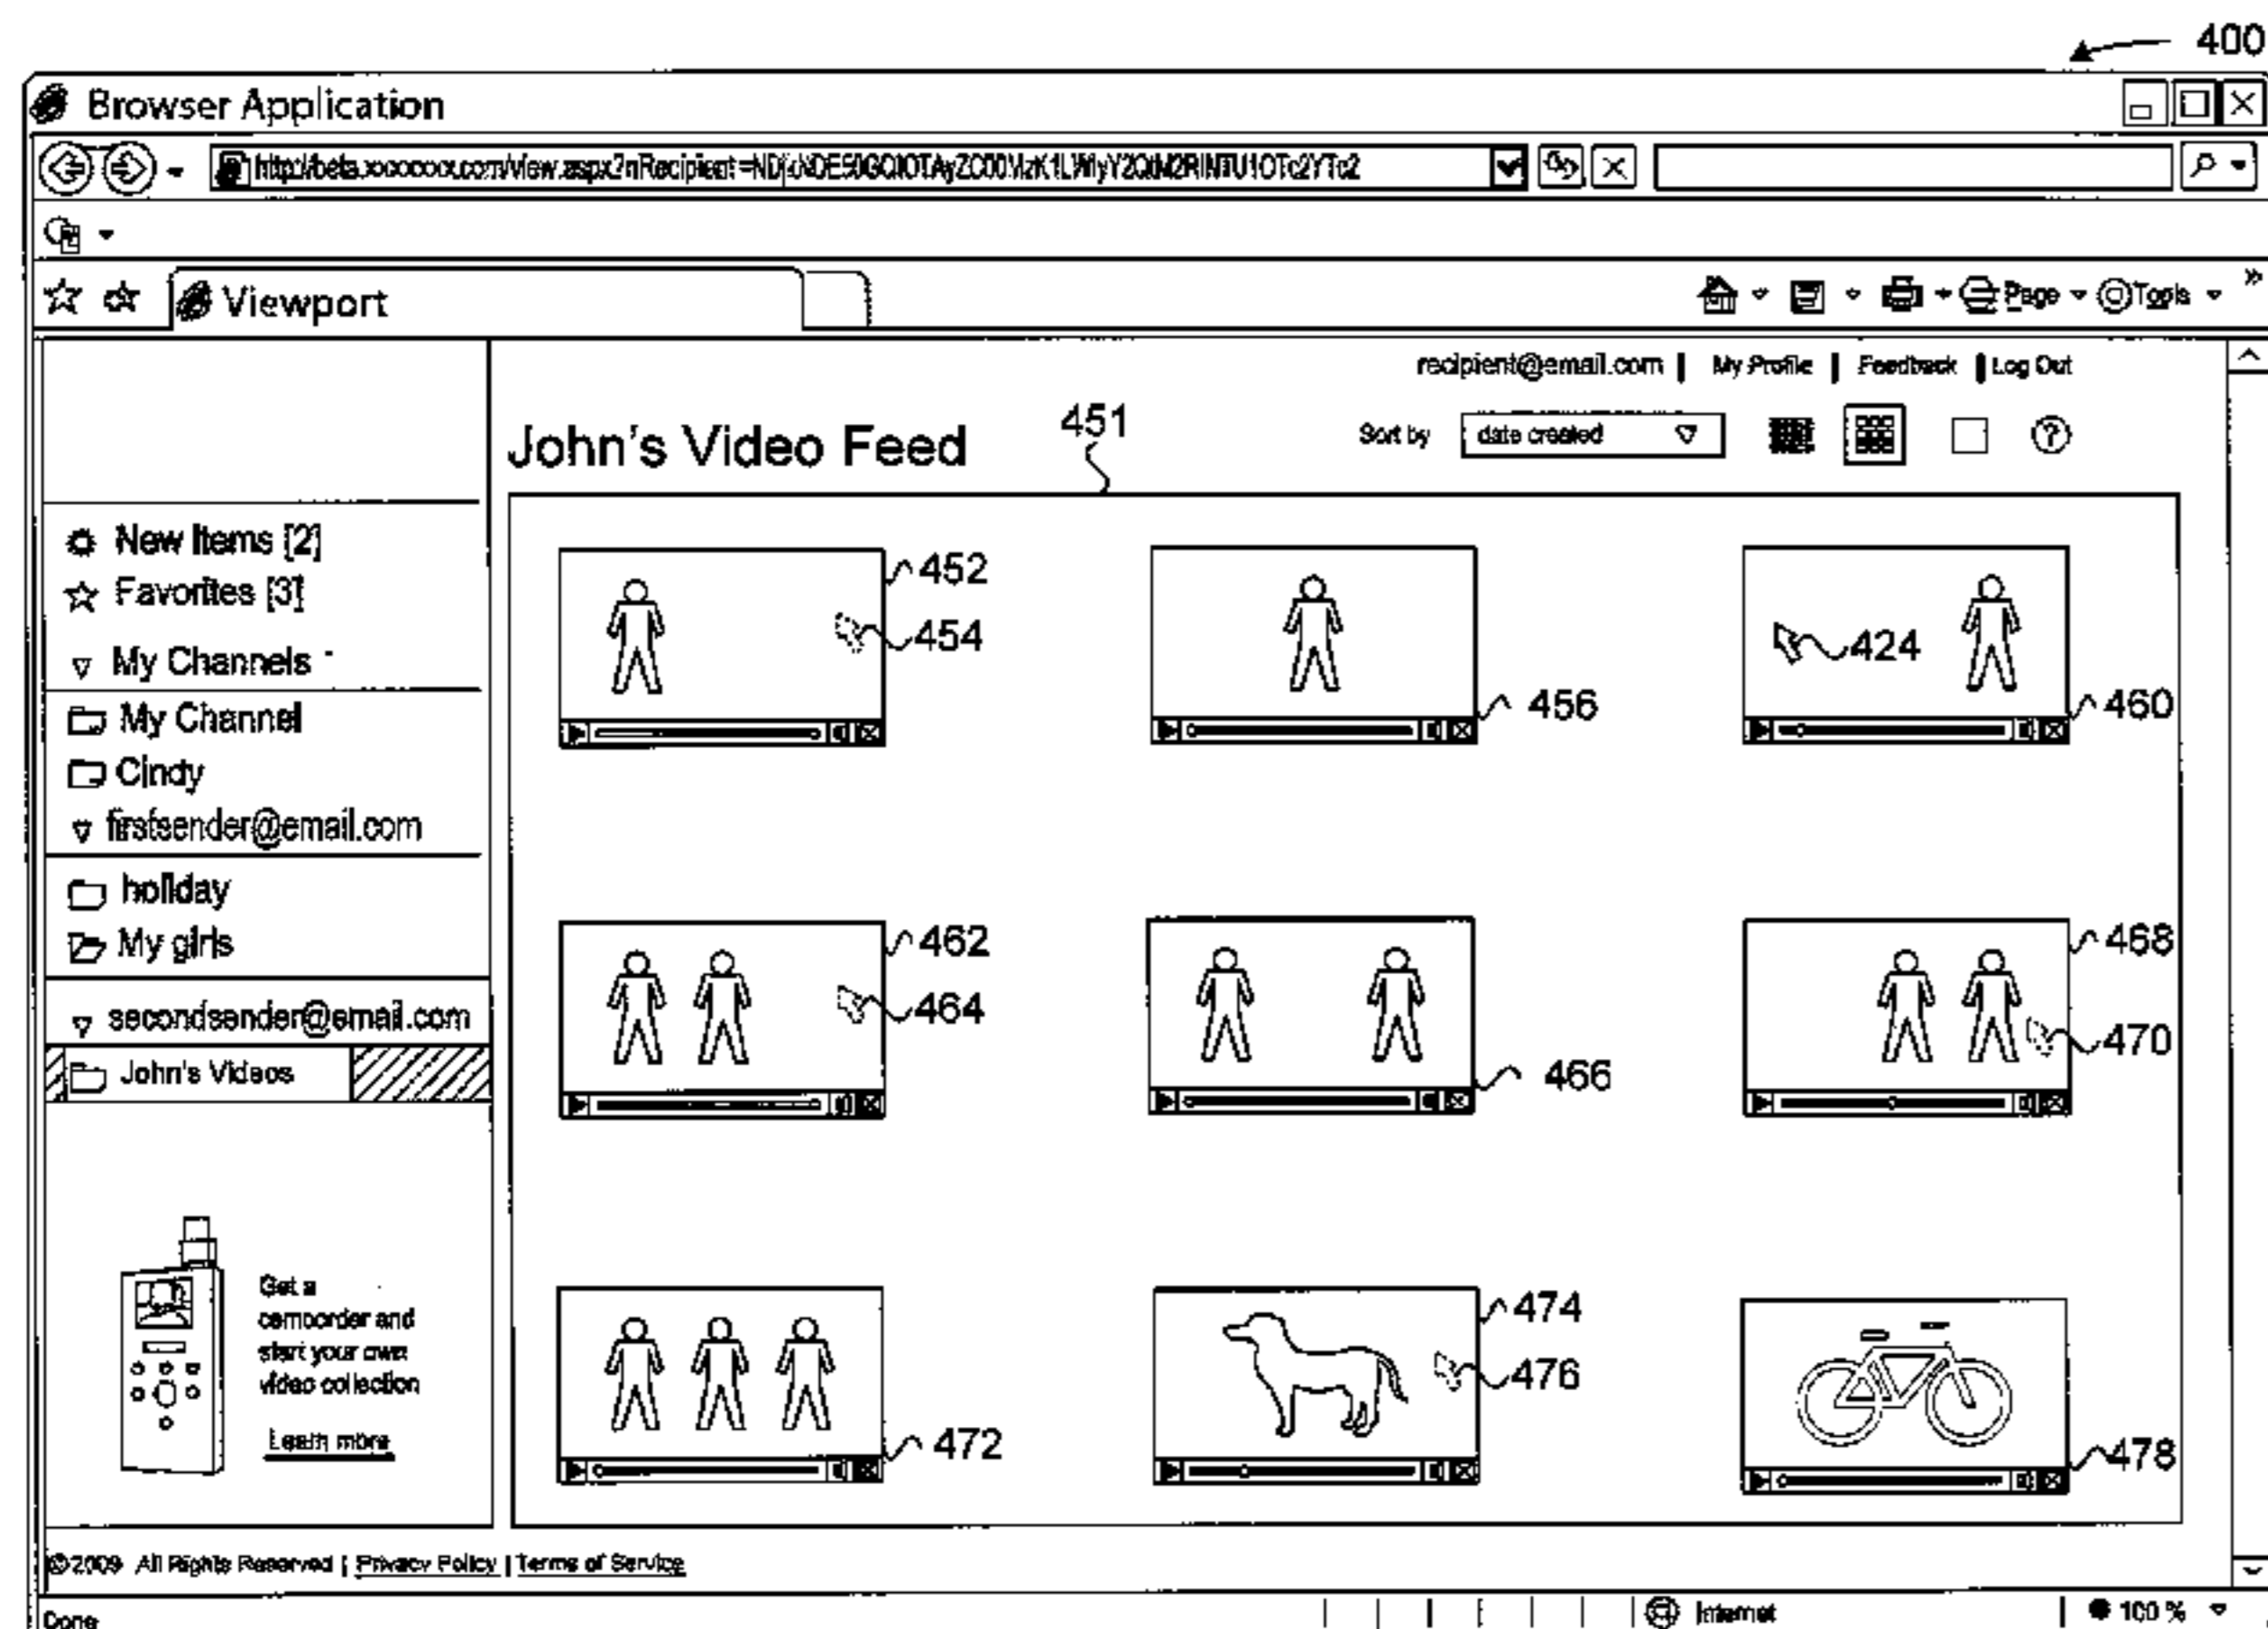 400
Browser Application
Viewport
Page
Tools
»
recipient@email.com | My Profile | Feedback | Log Out
John's Video Feed
451
Sort by
date created
?
New Items [2]
Favorites [3]
My Channels
My Channel
Cindy
firstsender@email.com
holiday
My girls
secondsender@email.com
John's Videos
452
454
456
424
460
462
464
466
468
470
472
474
476
478
Get a
camcorder and
start your own
video collection
Learn more
©2009 All Rights Reserved | Privacy Policy | Terms of Service
Done
Internet
100 %